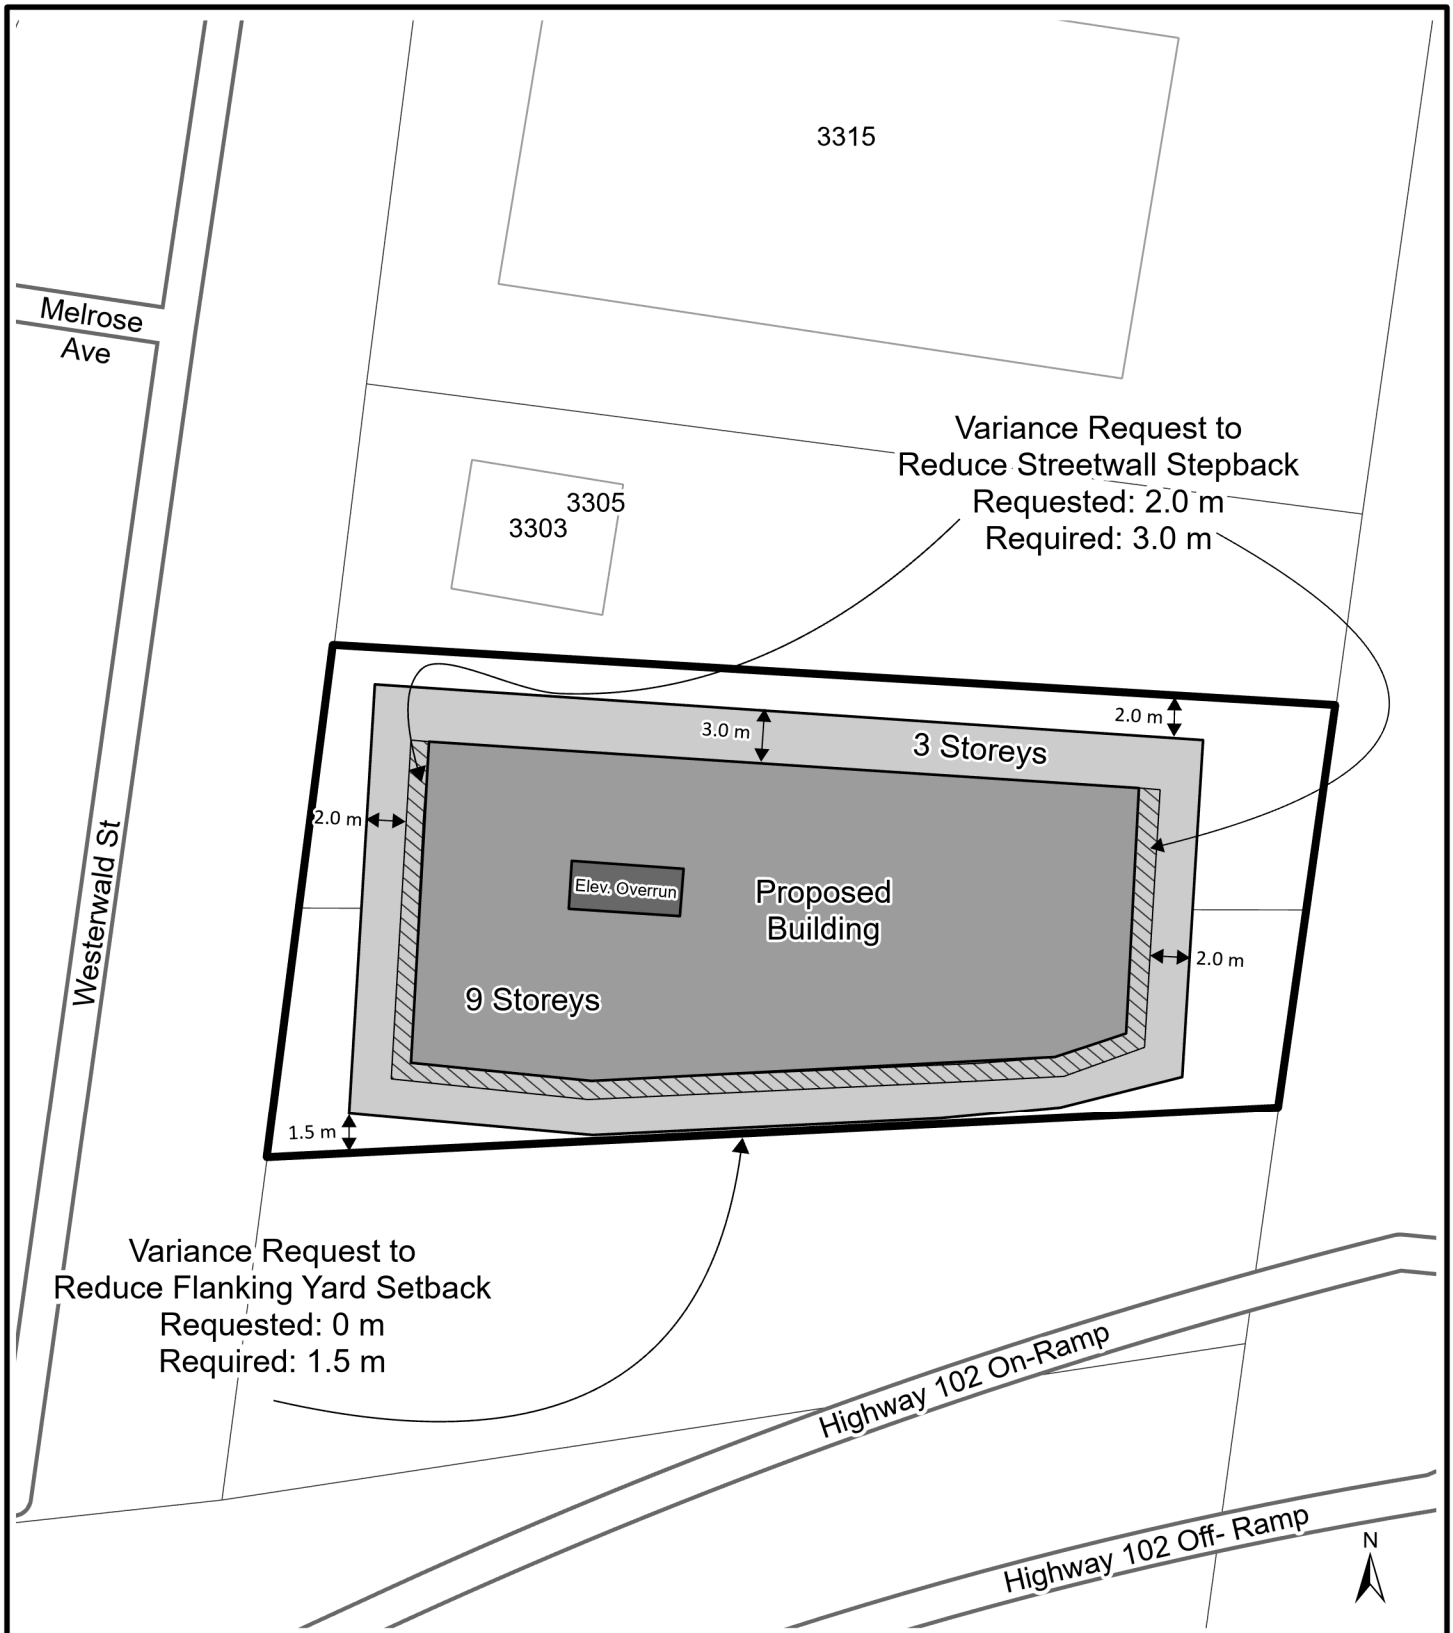 3315
Melrose
Ave
Variance Request to
Reduce Streetwall Stepback
Requested: 2.0 m
Required: 3.0 m
3305
3303
2.0 m
3.0 m
3 Storeys
2.0 m
Elev. Overrun
Proposed
Building
Westerwald St
2.0 m
9 Storeys
1.5 m
Variance Request to
Reduce Flanking Yard Setback
Requested: 0 m
Required: 1.5 m
Highway 102 On-Ramp
Highway 102 Off- Ramp
N